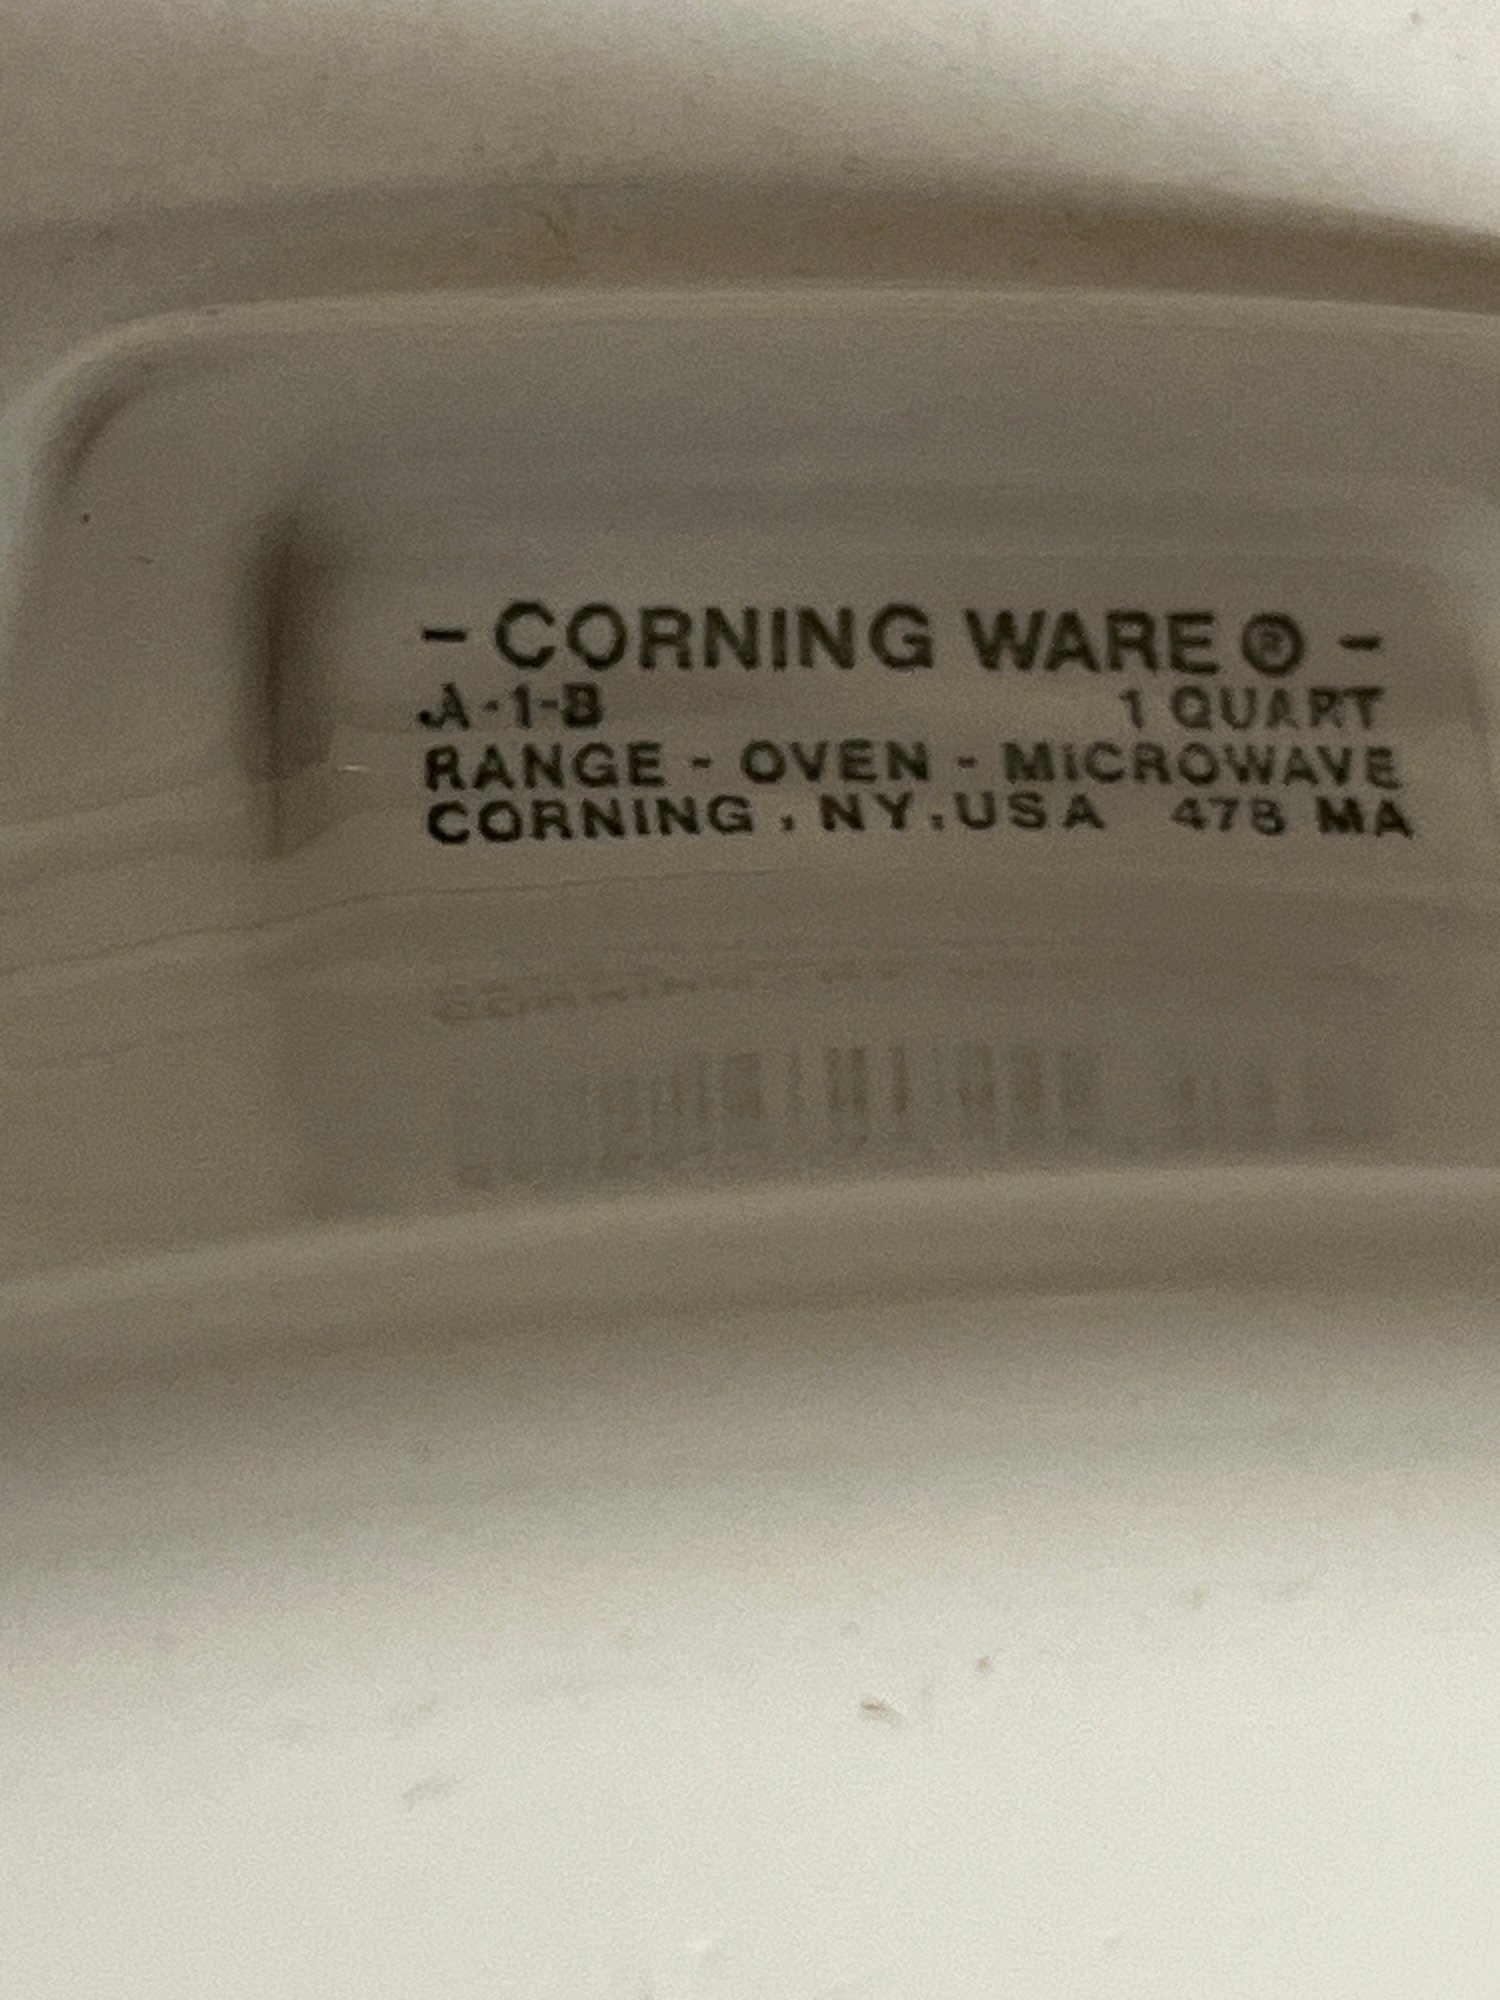 - CORNING WARE ® -
A-1-B 1 QUART
RANGE - OVEN - MiCROWAVE
CORNING, NY, USA 478 MA